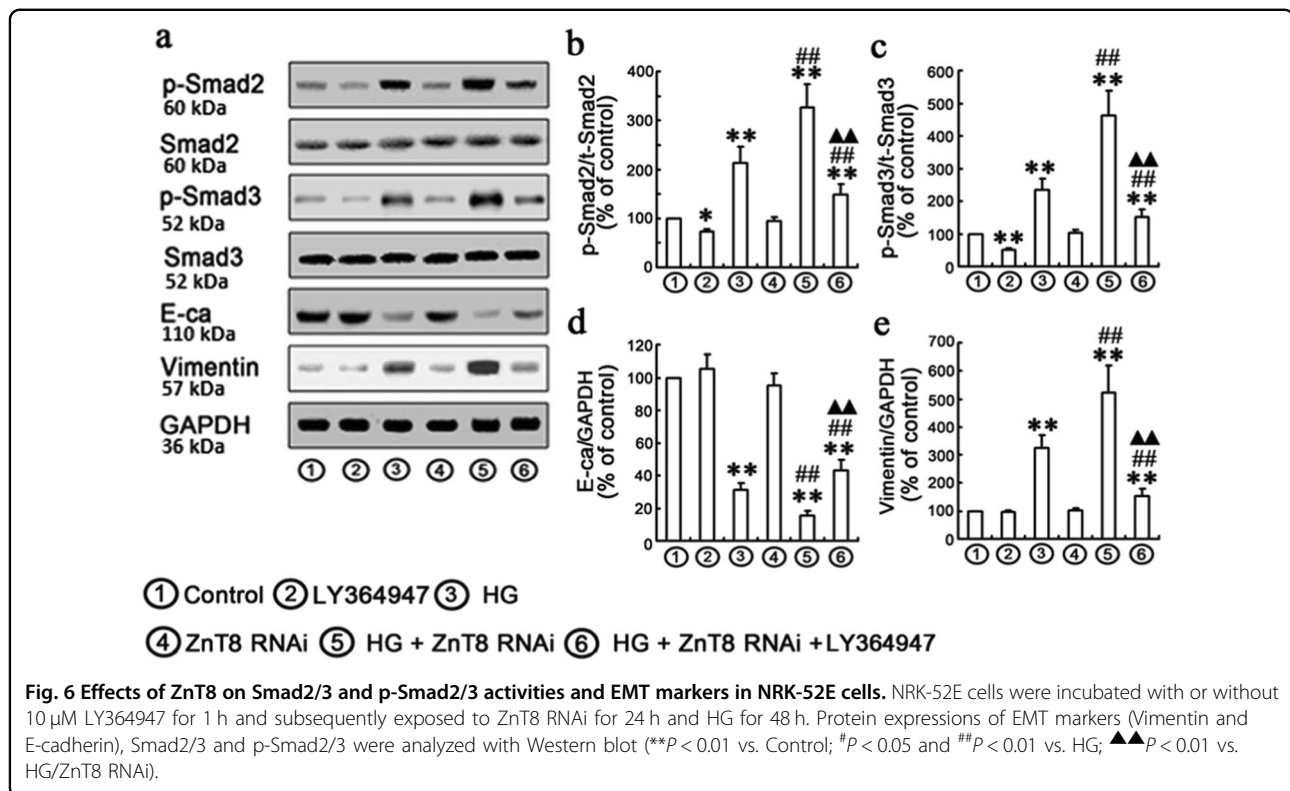 a
p-Smad2
60 kDa
Smad2
60 kDa
p-Smad3
52 kDa
Smad3
52 kDa
E-ca
110 kDa
Vimentin
57 kDa
GAPDH
36 kDa
① ② ③ ④ ⑤ ⑥
b
p-Smad2/t-Smad2
(% of control)
400
300
200
100
0
*
**
##
**
▲▲
##
**
① ② ③ ④ ⑤ ⑥
c
p-Smad3/t-Smad3
(% of control)
600
500
400
300
200
100
0
**
**
##
**
▲▲
##
**
① ② ③ ④ ⑤ ⑥
d
E-ca/GAPDH
(% of control)
120
100
80
60
40
20
0
**
##
**
▲▲
##
**
① ② ③ ④ ⑤ ⑥
e
Vimentin/GAPDH
(% of control)
700
600
500
400
300
200
100
0
**
##
**
▲▲
##
**
① ② ③ ④ ⑤ ⑥
① Control ② LY364947 ③ HG
④ ZnT8 RNAi ⑤ HG + ZnT8 RNAi ⑥ HG + ZnT8 RNAi +LY364947
Fig. 6 Effects of ZnT8 on Smad2/3 and p-Smad2/3 activities and EMT markers in NRK-52E cells. NRK-52E cells were incubated with or without
10 μM LY364947 for 1 h and subsequently exposed to ZnT8 RNAi for 24 h and HG for 48 h. Protein expressions of EMT markers (Vimentin and
E-cadherin), Smad2/3 and p-Smad2/3 were analyzed with Western blot (**P < 0.01 vs. Control; #P < 0.05 and ##P < 0.01 vs. HG; ▲▲P < 0.01 vs.
HG/ZnT8 RNAi).